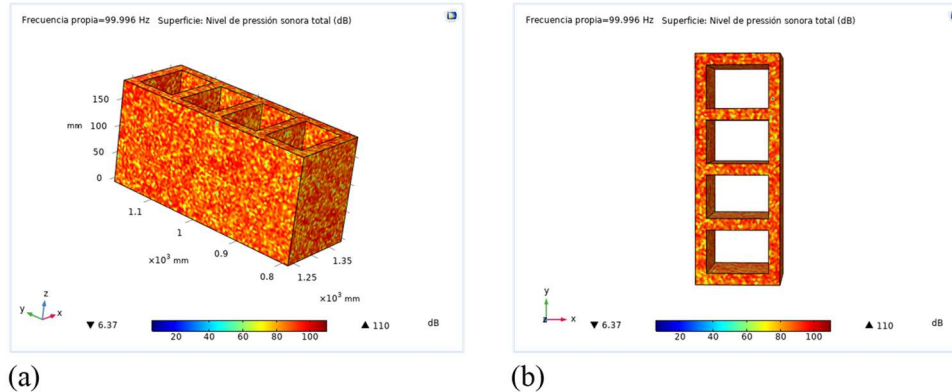 Frecuencia propia=99.996 Hz Superficie: Nivel de presión sonora total (dB)
150
mm 100
50
0
1.1
1
0.9
0.8
×10³ mm
1.35
1.25
×10³ mm
z
y x
▼ 6.37
20 40 60 80 100
▲ 110 dB
(a)
Frecuencia propia=99.996 Hz Superficie: Nivel de presión sonora total (dB)
y
z x
▼ 6.37
20 40 60 80 100
▲ 110 dB
(b)